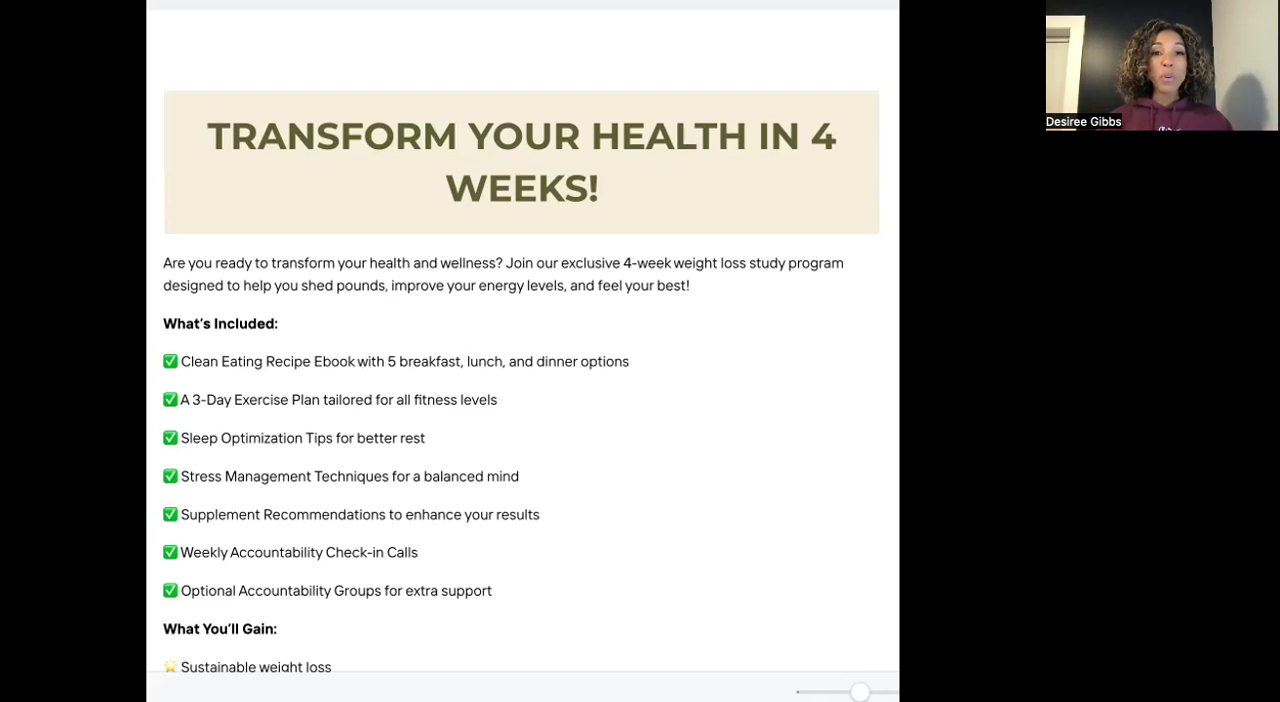 TRANSFORM YOUR HEALTH IN 4
WEEKS!
Are you ready to transform your health and wellness? Join our exclusive 4-week weight loss study program
designed to help you shed pounds, improve your energy levels, and feel your best!
What's Included:
✅ Clean Eating Recipe Ebook with 5 breakfast, lunch, and dinner options
✅ A 3-Day Exercise Plan tailored for all fitness levels
✅ Sleep Optimization Tips for better rest
✅ Stress Management Techniques for a balanced mind
✅ Supplement Recommendations to enhance your results
✅ Weekly Accountability Check-in Calls
✅ Optional Accountability Groups for extra support
What You'll Gain:
🌟 Sustainable weight loss
Desiree Gibbs